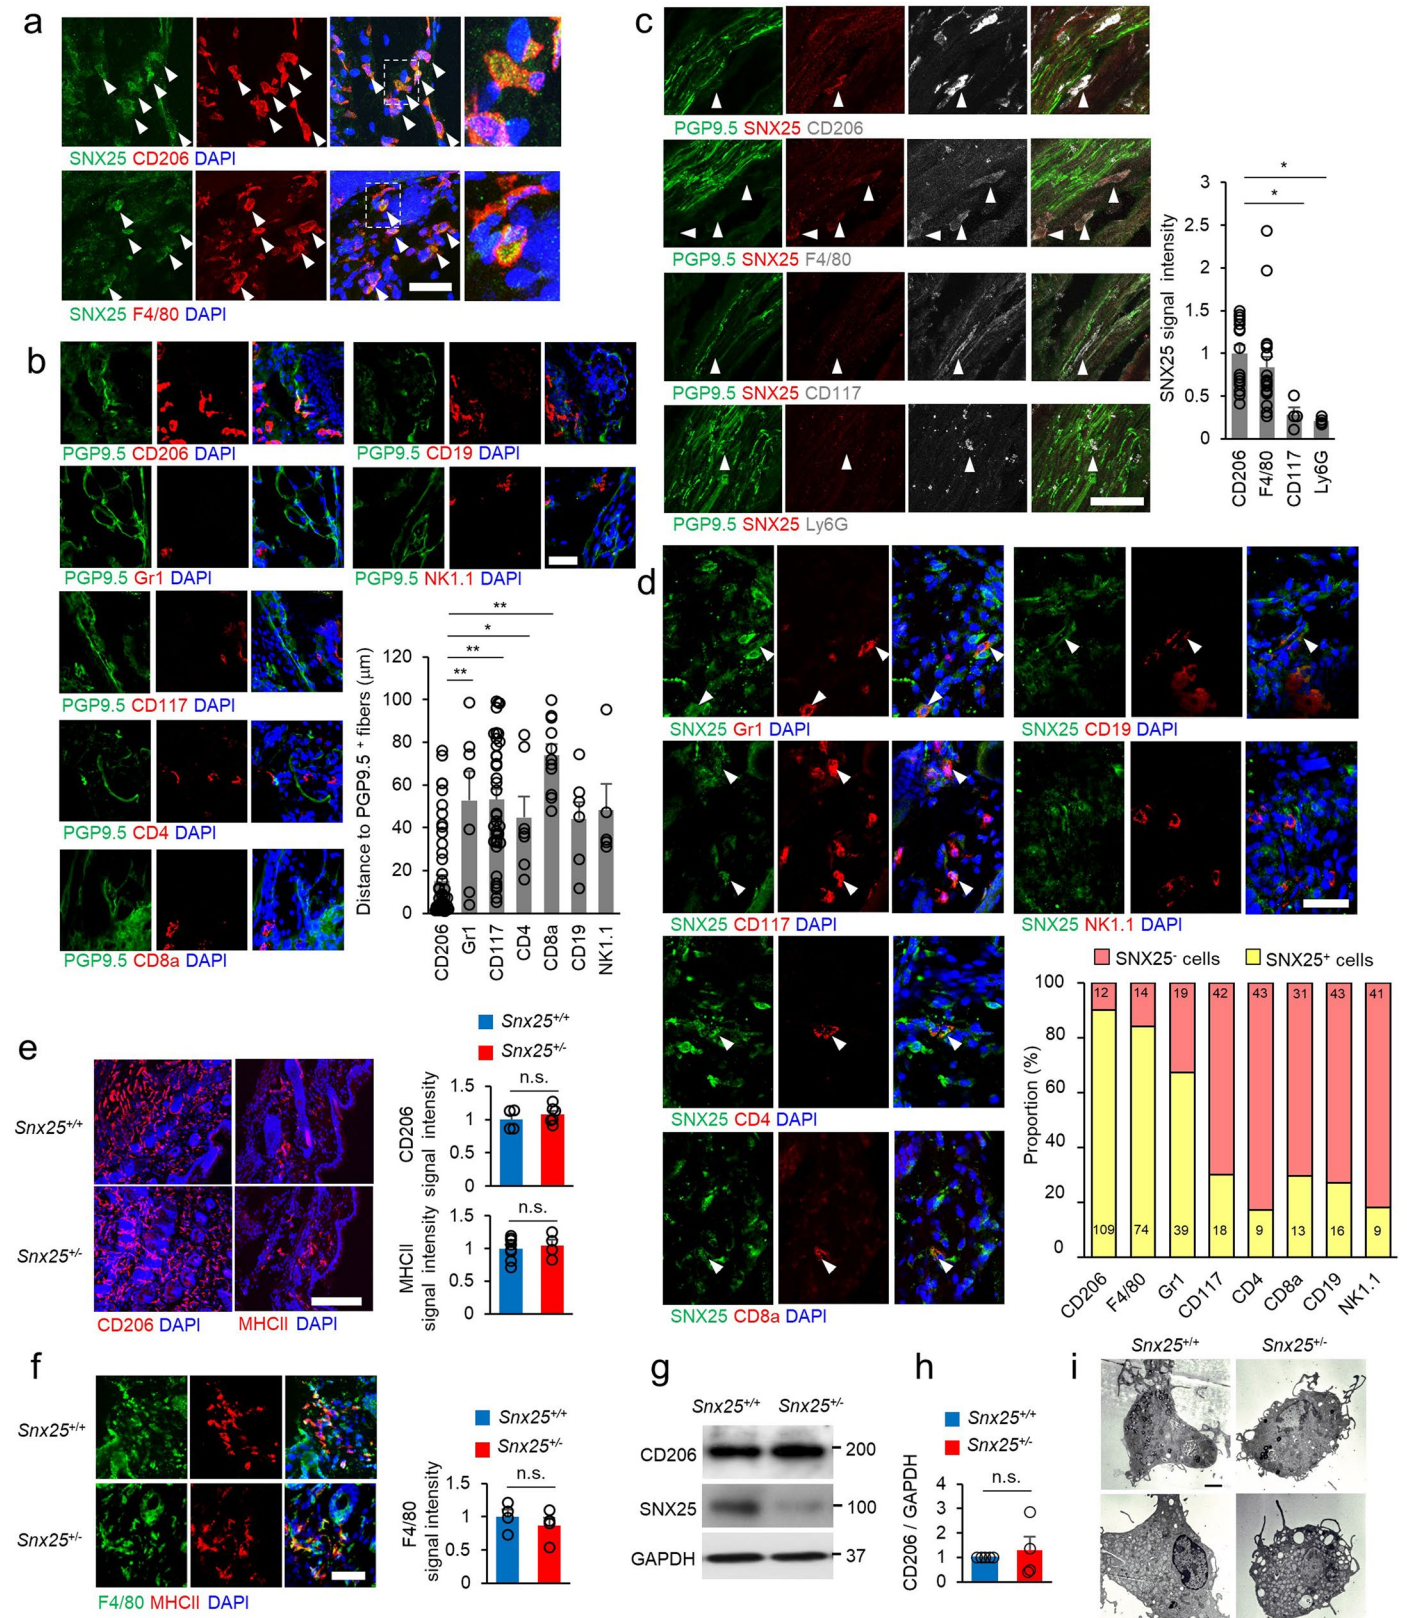 a
SNX25 CD206 DAPI
SNX25 F4/80 DAPI
b
PGP9.5 CD206 DAPI
PGP9.5 CD19 DAPI
PGP9.5 Gr1 DAPI
PGP9.5 NK1.1 DAPI
PGP9.5 CD117 DAPI
PGP9.5 CD4 DAPI
PGP9.5 CD8a DAPI
**
*
**
**
Distance to PGP9.5 + fibers (µm)
120
100
80
60
40
20
0
CD206
Gr1
CD117
CD4
CD8a
CD19
NK1.1
c
PGP9.5 SNX25 CD206
PGP9.5 SNX25 F4/80
PGP9.5 SNX25 CD117
PGP9.5 SNX25 Ly6G
*
*
SNX25 signal intensity
3
2.5
2
1.5
1
0.5
0
CD206
F4/80
CD117
Ly6G
d
SNX25 Gr1 DAPI
SNX25 CD19 DAPI
SNX25 CD117 DAPI
SNX25 NK1.1 DAPI
SNX25 CD4 DAPI
SNX25 CD8a DAPI
SNX25- cells
SNX25+ cells
Proportion (%)
100
80
60
40
20
0
12 14 19 42 43 31 43 41
109 74 39 18 9 13 16 9
CD206
F4/80
Gr1
CD117
CD4
CD8a
CD19
NK1.1
e
Snx25+/+
Snx25+/-
CD206 DAPI
MHCII DAPI
Snx25+/+
Snx25+/-
CD206
signal intensity
1.5
1
0.5
0
n.s.
MHCII
signal intensity
1.5
1
0.5
0
n.s.
f
Snx25+/+
Snx25+/-
F4/80 MHCII DAPI
Snx25+/+
Snx25+/-
F4/80
signal intensity
1.5
1
0.5
0
n.s.
g
Snx25+/+ Snx25+/-
CD206
200
SNX25
100
GAPDH
37
h
Snx25+/+
Snx25+/-
CD206 / GAPDH
4
3
2
1
0
n.s.
i
Snx25+/+
Snx25+/-